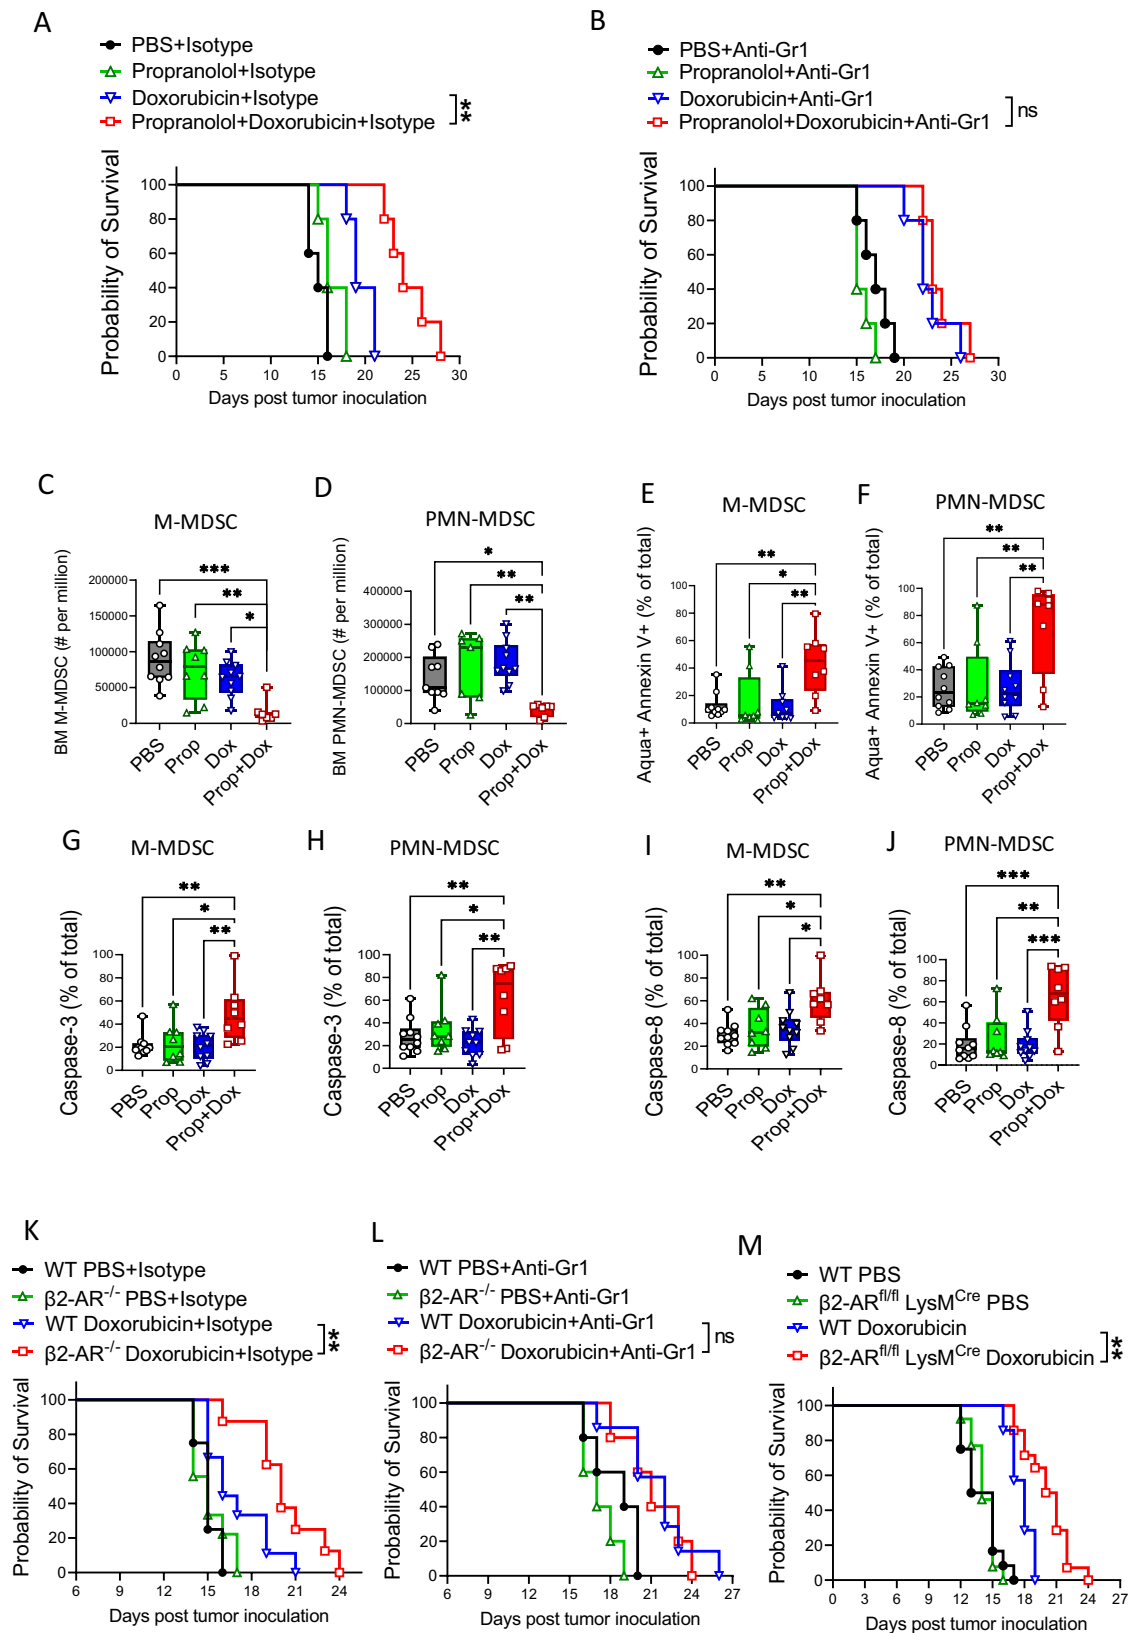 A
PBS+Isotype
Propranolol+Isotype
Doxorubicin+Isotype
Propranolol+Doxorubicin+Isotype
**
Probability of Survival
100
80
60
40
20
0
0 5 10 15 20 25 30
Days post tumor inoculation
B
PBS+Anti-Gr1
Propranolol+Anti-Gr1
Doxorubicin+Anti-Gr1
Propranolol+Doxorubicin+Anti-Gr1
ns
Probability of Survival
100
80
60
40
20
0
0 5 10 15 20 25 30
Days post tumor inoculation
C
M-MDSC
BM M-MDSC (# per million)
200000
150000
100000
50000
0
***
**
*
PBS Prop Dox Prop+Dox
D
PMN-MDSC
BM PMN-MDSC (# per million)
400000
300000
200000
100000
0
*
**
**
PBS Prop Dox Prop+Dox
E
M-MDSC
Aqua+ Annexin V+ (% of total)
100
80
60
40
20
0
**
*
**
PBS Prop Dox Prop+Dox
F
PMN-MDSC
Aqua+ Annexin V+ (% of total)
100
80
60
40
20
0
**
**
**
PBS Prop Dox Prop+Dox
G
M-MDSC
Caspase-3 (% of total)
100
80
60
40
20
0
**
*
**
PBS Prop Dox Prop+Dox
H
PMN-MDSC
Caspase-3 (% of total)
100
80
60
40
20
0
**
*
**
PBS Prop Dox Prop+Dox
I
M-MDSC
Caspase-8 (% of total)
100
80
60
40
20
0
**
*
*
PBS Prop Dox Prop+Dox
J
PMN-MDSC
Caspase-8 (% of total)
100
80
60
40
20
0
***
**
***
PBS Prop Dox Prop+Dox
K
WT PBS+Isotype
β2-AR-/- PBS+Isotype
WT Doxorubicin+Isotype
β2-AR-/- Doxorubicin+Isotype
**
Probability of Survival
100
80
60
40
20
0
6 9 12 15 18 21 24
Days post tumor inoculation
L
WT PBS+Anti-Gr1
β2-AR-/- PBS+Anti-Gr1
WT Doxorubicin+Anti-Gr1
β2-AR-/- Doxorubicin+Anti-Gr1
ns
Probability of Survival
100
80
60
40
20
0
6 9 12 15 18 21 24 27
Days post tumor inoculation
M
WT PBS
β2-ARfl/fl LysMCre PBS
WT Doxorubicin
β2-ARfl/fl LysMCre Doxorubicin
**
Probability of Survival
100
80
60
40
20
0
0 3 6 9 12 15 18 21 24 27
Days post tumor inoculation